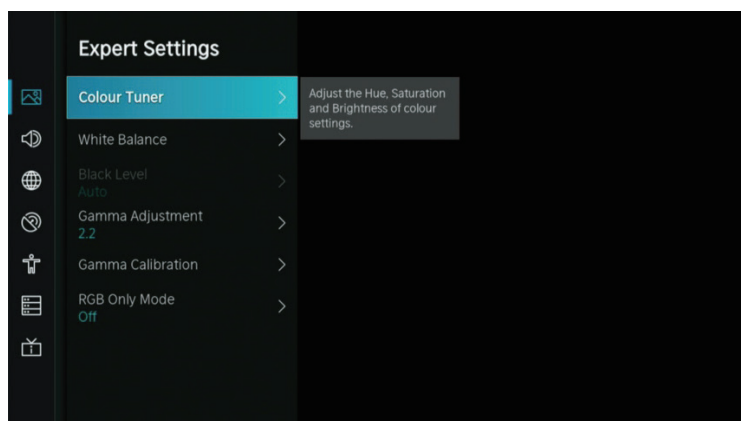 Expert Settings
Colour Tuner
Adjust the Hue, Saturation
and Brightness of colour
settings.
White Balance
Black Level
Auto
Gamma Adjustment
2.2
Gamma Calibration
RGB Only Mode
Off